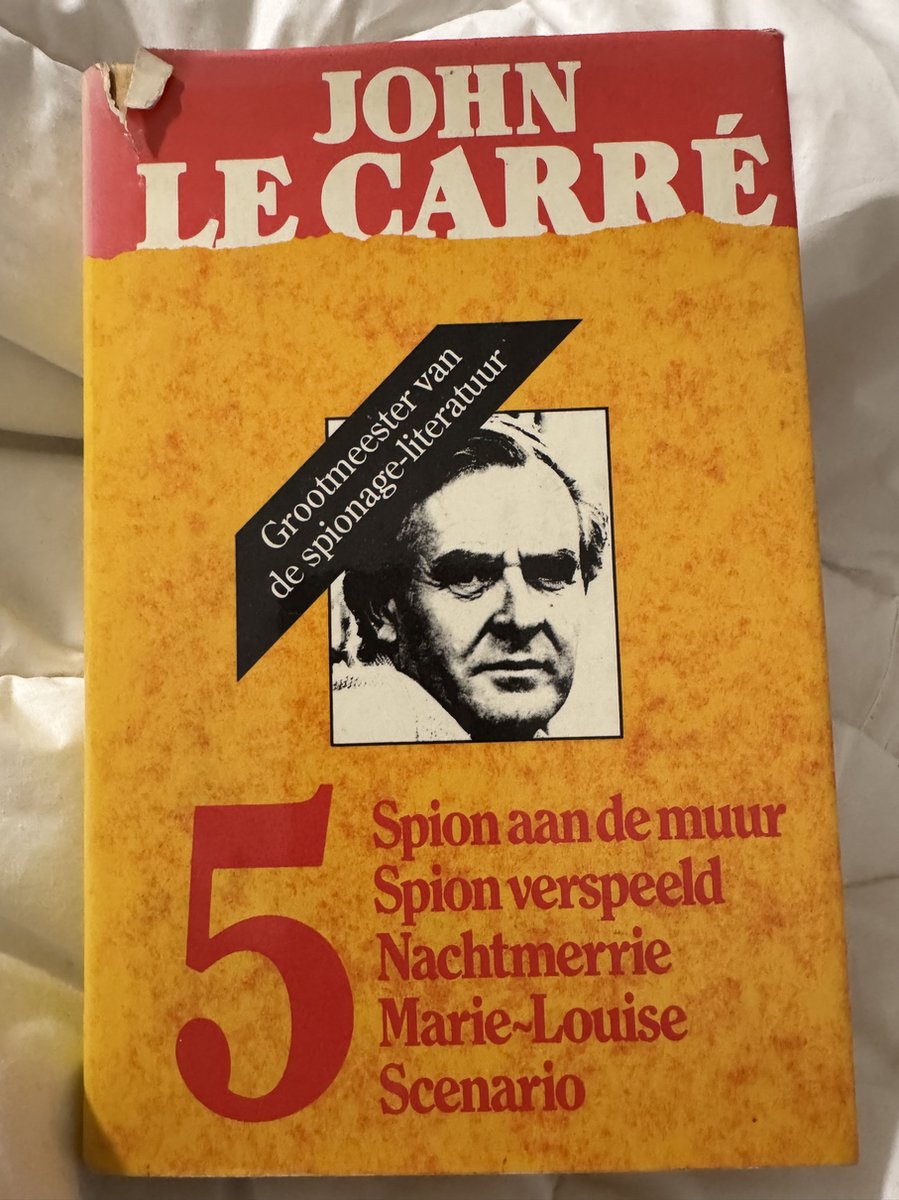 JOHN
LE CARRÉ
Grootmeester van
de spionage-literatuur
5
Spion aan de muur
Spion verspeeld
Nachtmerrie
Marie~Louise
Scenario